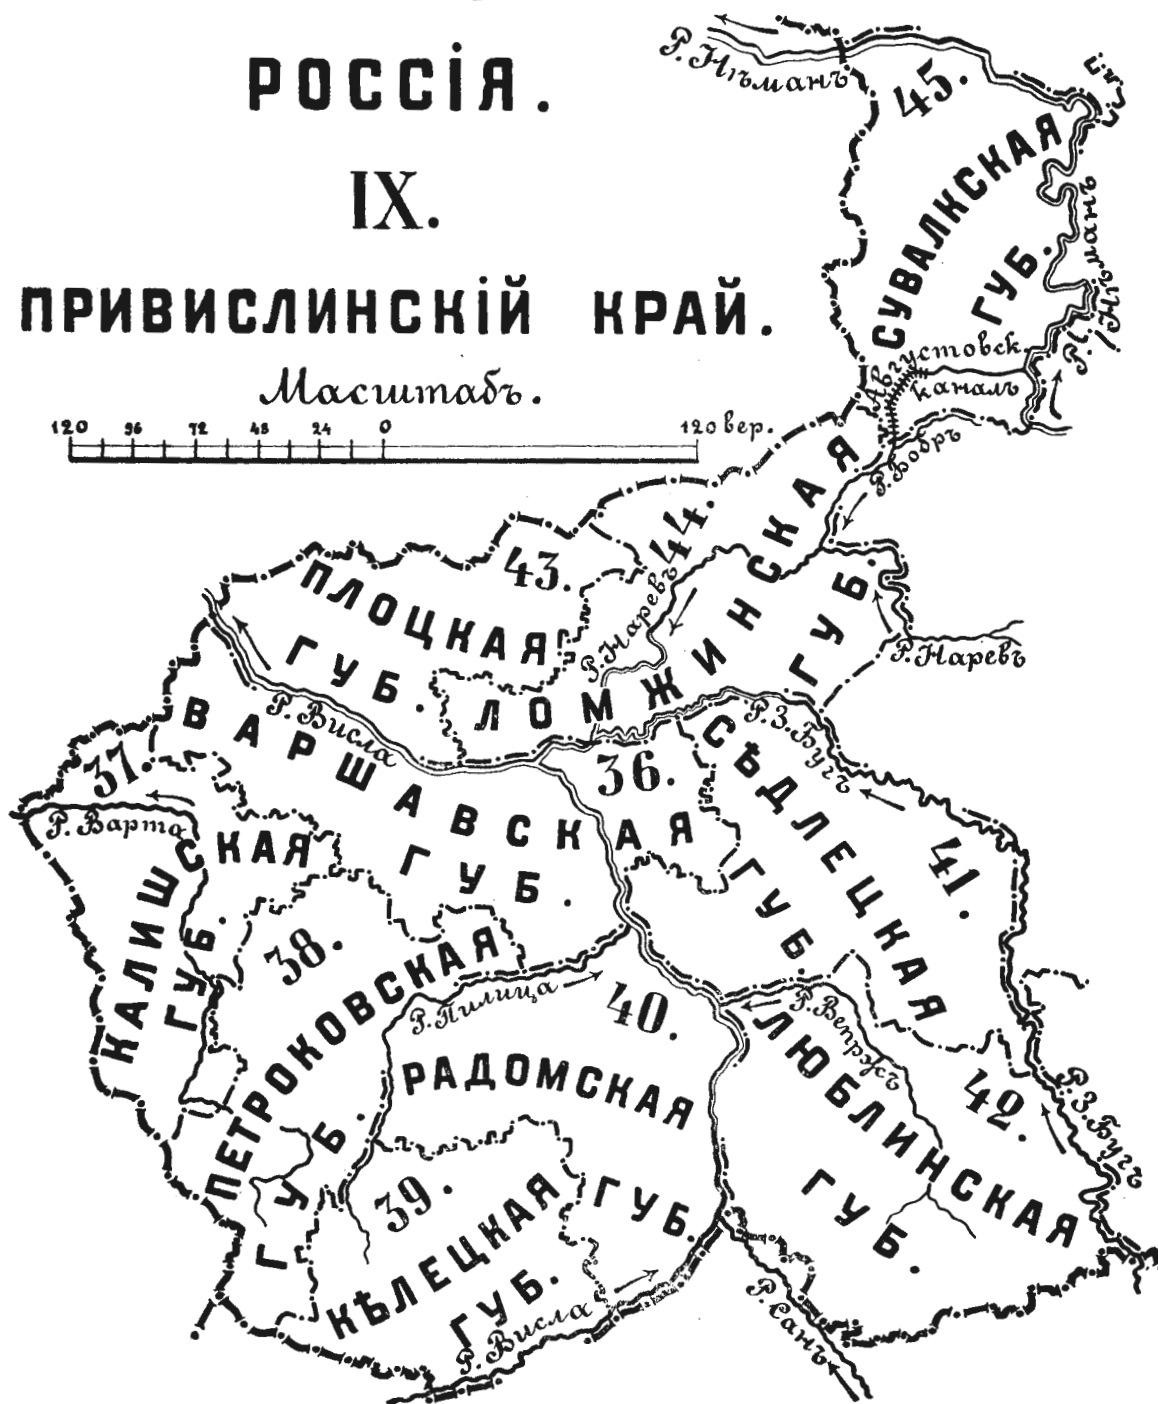 РОССІЯ.
IX.
ПРИВИСЛИНСКІЙ КРАЙ.
Масштабъ.
120 96 72 48 24 0 120 вер.
Р. Нѣманъ
45.
СУВАЛКСКАЯ
ГУБ.
Р. Нѣманъ
Августовск.
каналъ
Р. Бобръ
44.
ЛОМЖИНСКАЯ
ГУБ.
Р. Наревъ
Р. Наревъ
43.
ПЛОЦКАЯ
ГУБ.
Р. Висла
ВАРШАВСКАЯ
ГУБ.
36.
Р. З. Бугъ
37.
Р. Варта
КАЛИШСКАЯ
ГУБ.
СѢДЛЕЦКАЯ
ГУБ.
41.
38.
ПЕТРОКОВСКАЯ
ГУБ.
Р. Пилица
40.
РАДОМСКАЯ
ГУБ.
Р. Вепржъ
ЛЮБЛИНСКАЯ
ГУБ.
42.
Р. З. Бугъ
39.
КѢЛЕЦКАЯ
ГУБ.
Р. Висла
Р. Санъ